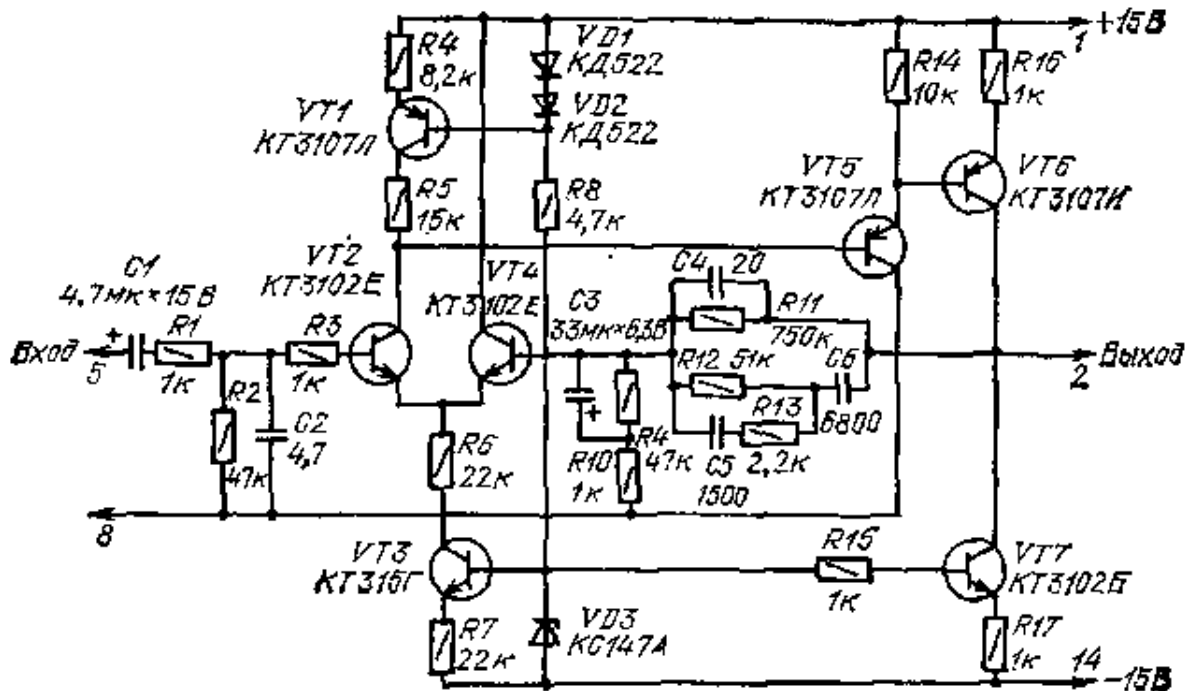 +15В
1
R4
8,2к
VD1
КД522
VD2
КД522
R14
10к
R16
1к
VT1
КТ3107Л
R5
15к
R8
4,7к
VT5
КТ3107Л
VT6
КТ3107И
VT2
КТ3102Е
VT4
КТ3102Е
C1
4,7мк×15В
C3
33мк×6,3В
C4
20
R11
750к
Вход
5
R1
1к
R3
1к
R12
51к
C6
6800
Выход
2
R2
47к
C2
4,7
R6
22к
R10
1к
R4
47к
C5
1500
R13
2,2к
8
VT3
КТ315Г
R15
1к
VT7
КТ3102Б
R7
22к
VD3
КС147А
R17
1к
14
-15В